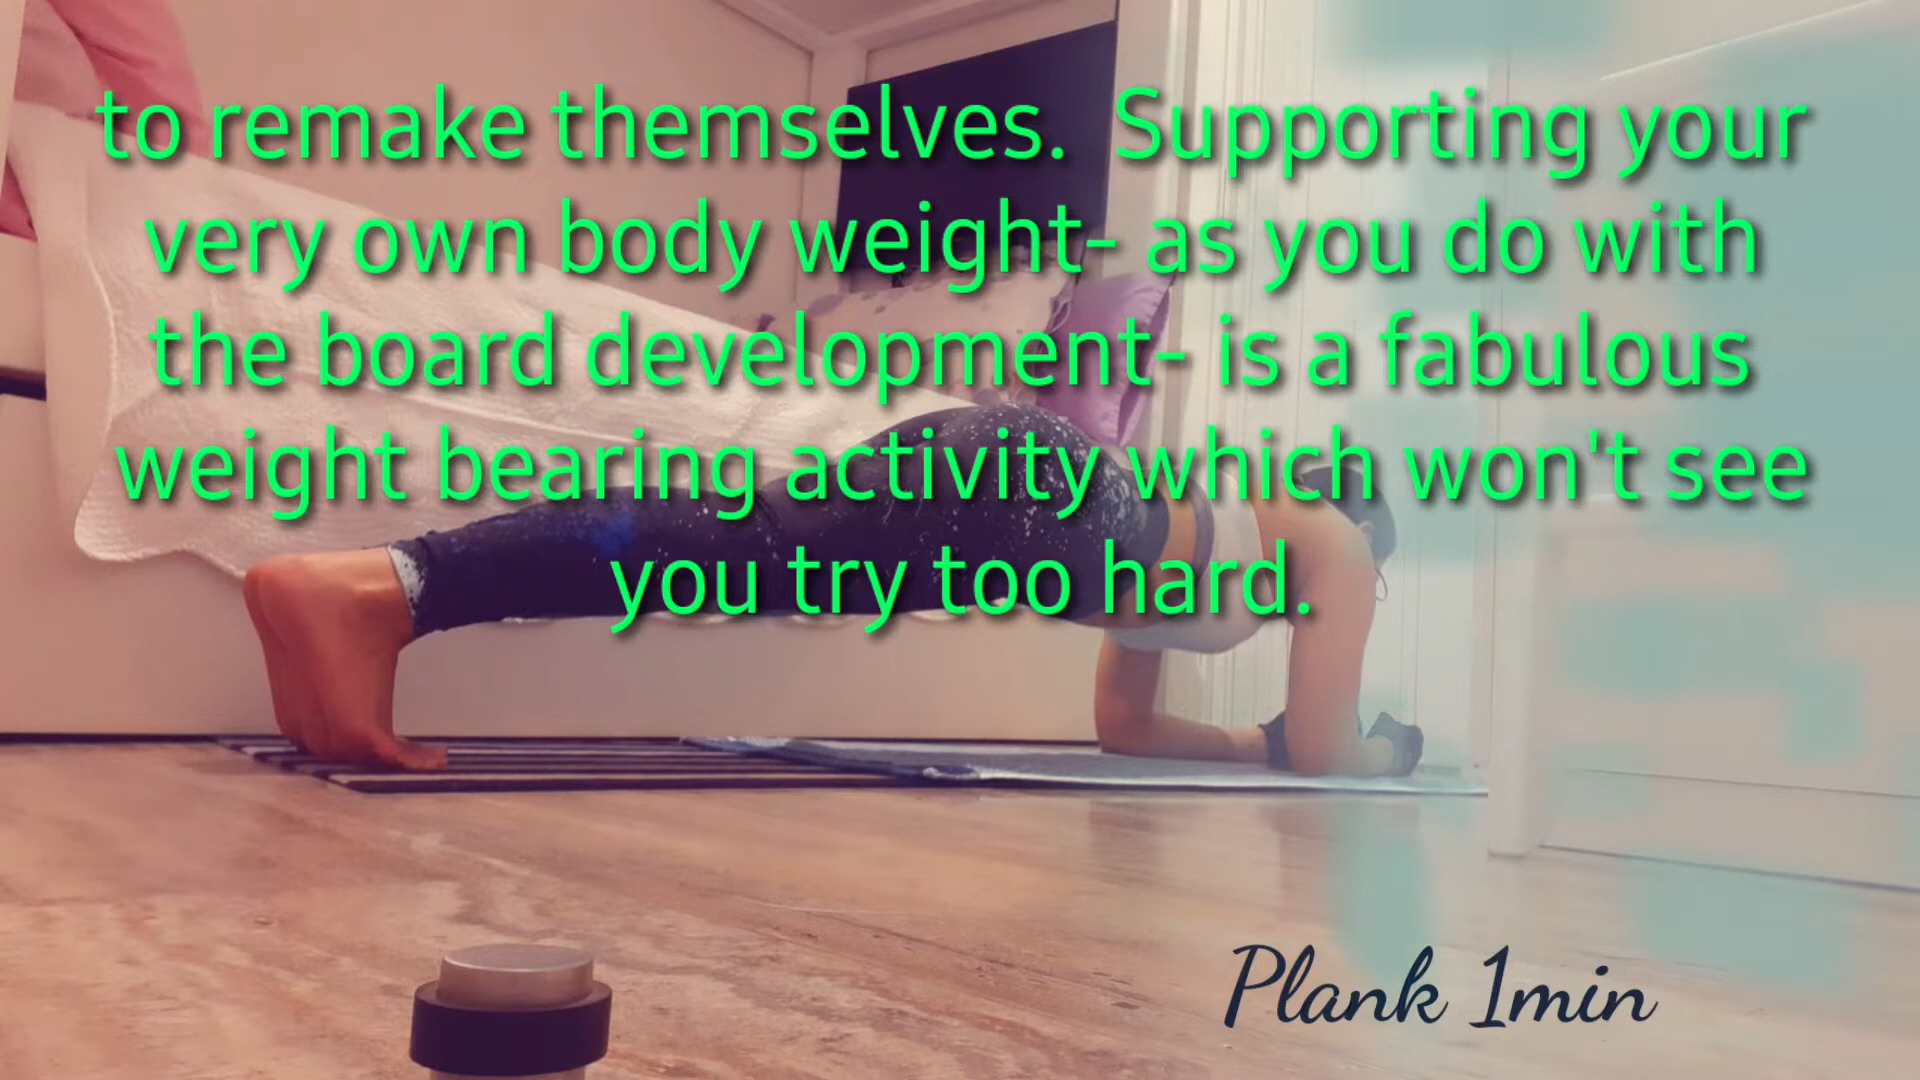 to remake themselves.  Supporting your
very own body weight- as you do with
the board development- is a fabulous
weight bearing activity which won't see
you try too hard.
Plank 1min